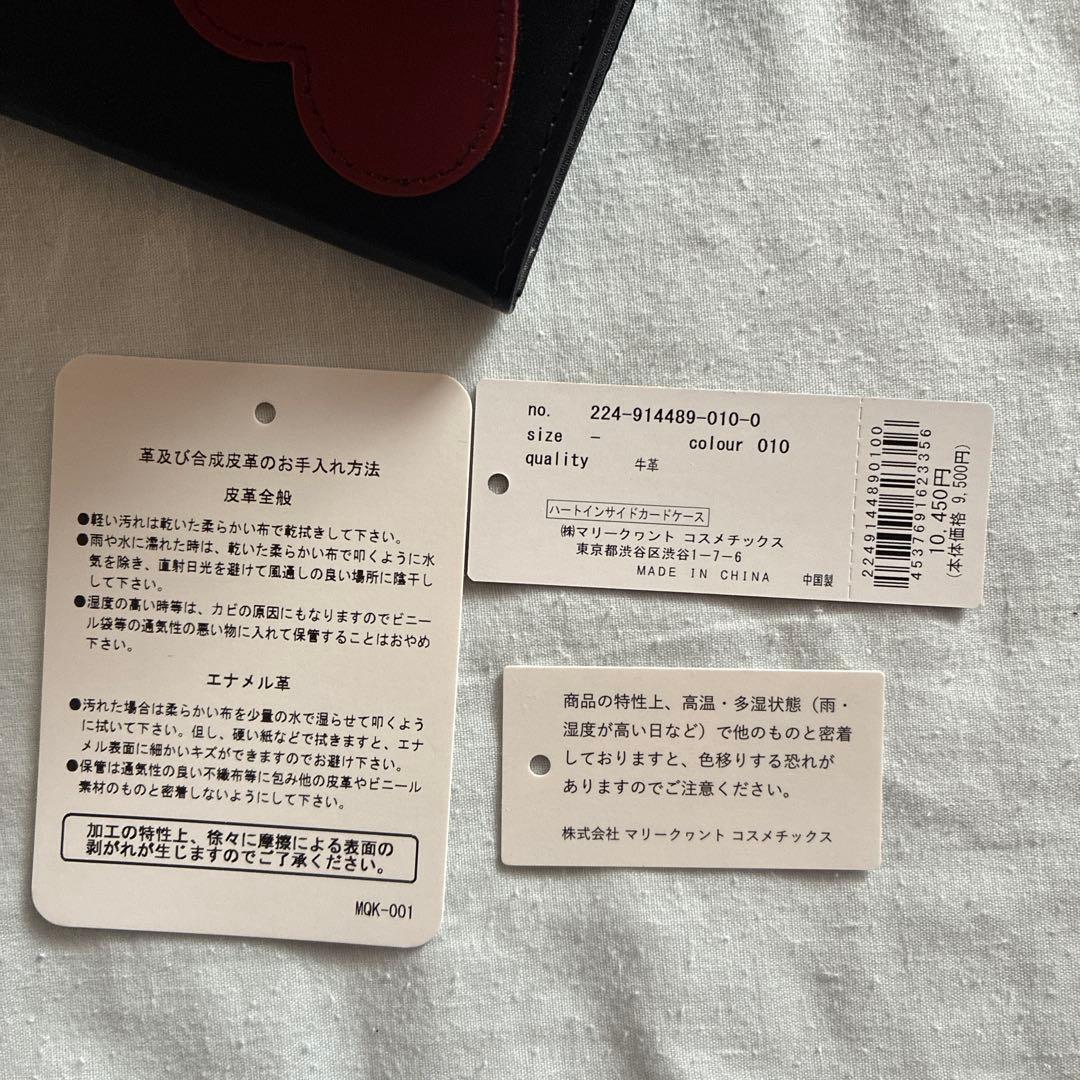 革及び合成皮革のお手入れ方法
皮革全般
●軽い汚れは乾いた柔らかい布で乾拭きして下さい。
●雨や水に濡れた時は、乾いた柔らかい布で叩くように水
気を除き、直射日光を避けて風通しの良い場所に陰干し
して下さい。
●湿度の高い時等は、カビの原因にもなりますのでビニー
ル袋等の通気性の悪い物に入れて保管することはおやめ
下さい。
エナメル革
●汚れた場合は柔らかい布を少量の水で湿らせて叩くよう
に拭いて下さい。但し、硬い紙などで拭きますと、エナ
メル表面に細かいキズができますのでお避け下さい。
●保管は通気性の良い不織布等に包み他の皮革やビニール
素材のものと密着しないようにして下さい。
加工の特性上、徐々に摩擦による表面の
剥がれが生じますのでご了承ください。
MQK-001
no. 224-914489-010-0
size - colour 010
quality 牛革
ハートインサイドカードケース
㈱マリークヮント コスメチックス
東京都渋谷区渋谷1-7-6
MADE IN CHINA 中国製
2249144890100
4537691623356
10,450円
(本体価格 9,500円)
商品の特性上、高温・多湿状態（雨・
湿度が高い日など）で他のものと密着
しておりますと、色移りする恐れが
ありますのでご注意ください。
株式会社 マリークヮント コスメチックス